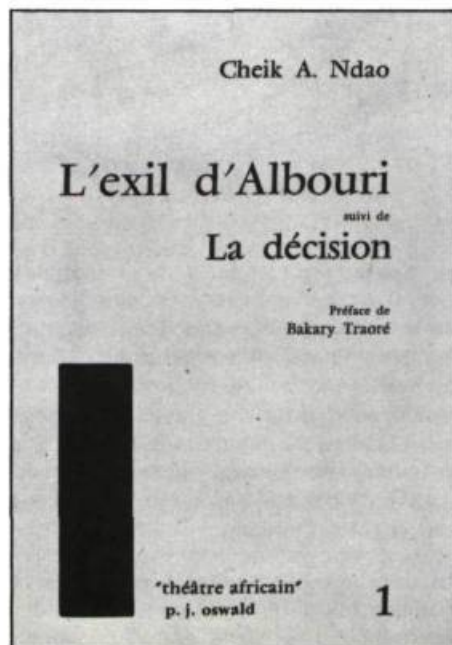 Cheik A. Ndao
L'exil d'Albouri
suivi de
La décision
Préface de
Bakary Traoré
"théâtre africain"
p. j. oswald
1